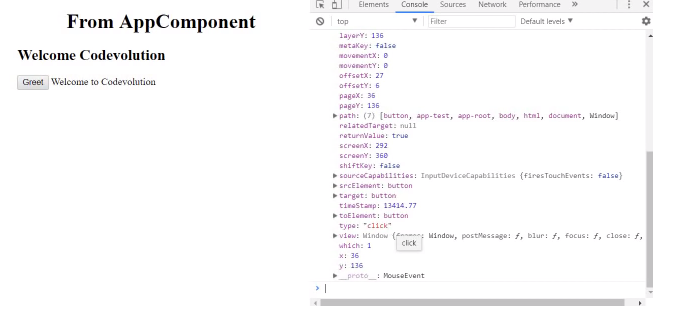 From AppComponent
Welcome Codevolution
Greet Welcome to Codevolution
Elements Console Sources Network Performance
top Filter Default levels
layerY: 136
metaKey: false
movementX: 0
movementY: 0
offsetX: 27
offsetY: 6
pageX: 36
pageY: 136
path: (7) [button, app-test, app-root, body, html, document, Window]
relatedTarget: null
returnValue: true
screenX: 292
screenY: 360
shiftKey: false
sourceCapabilities: InputDeviceCapabilities {firesTouchEvents: false}
srcElement: button
target: button
timeStamp: 13414.77
toElement: button
type: "click"
view: Window {frames: Window, postMessage: ƒ, blur: ƒ, focus: ƒ, close: ƒ,
click
which: 1
x: 36
y: 136
__proto__: MouseEvent